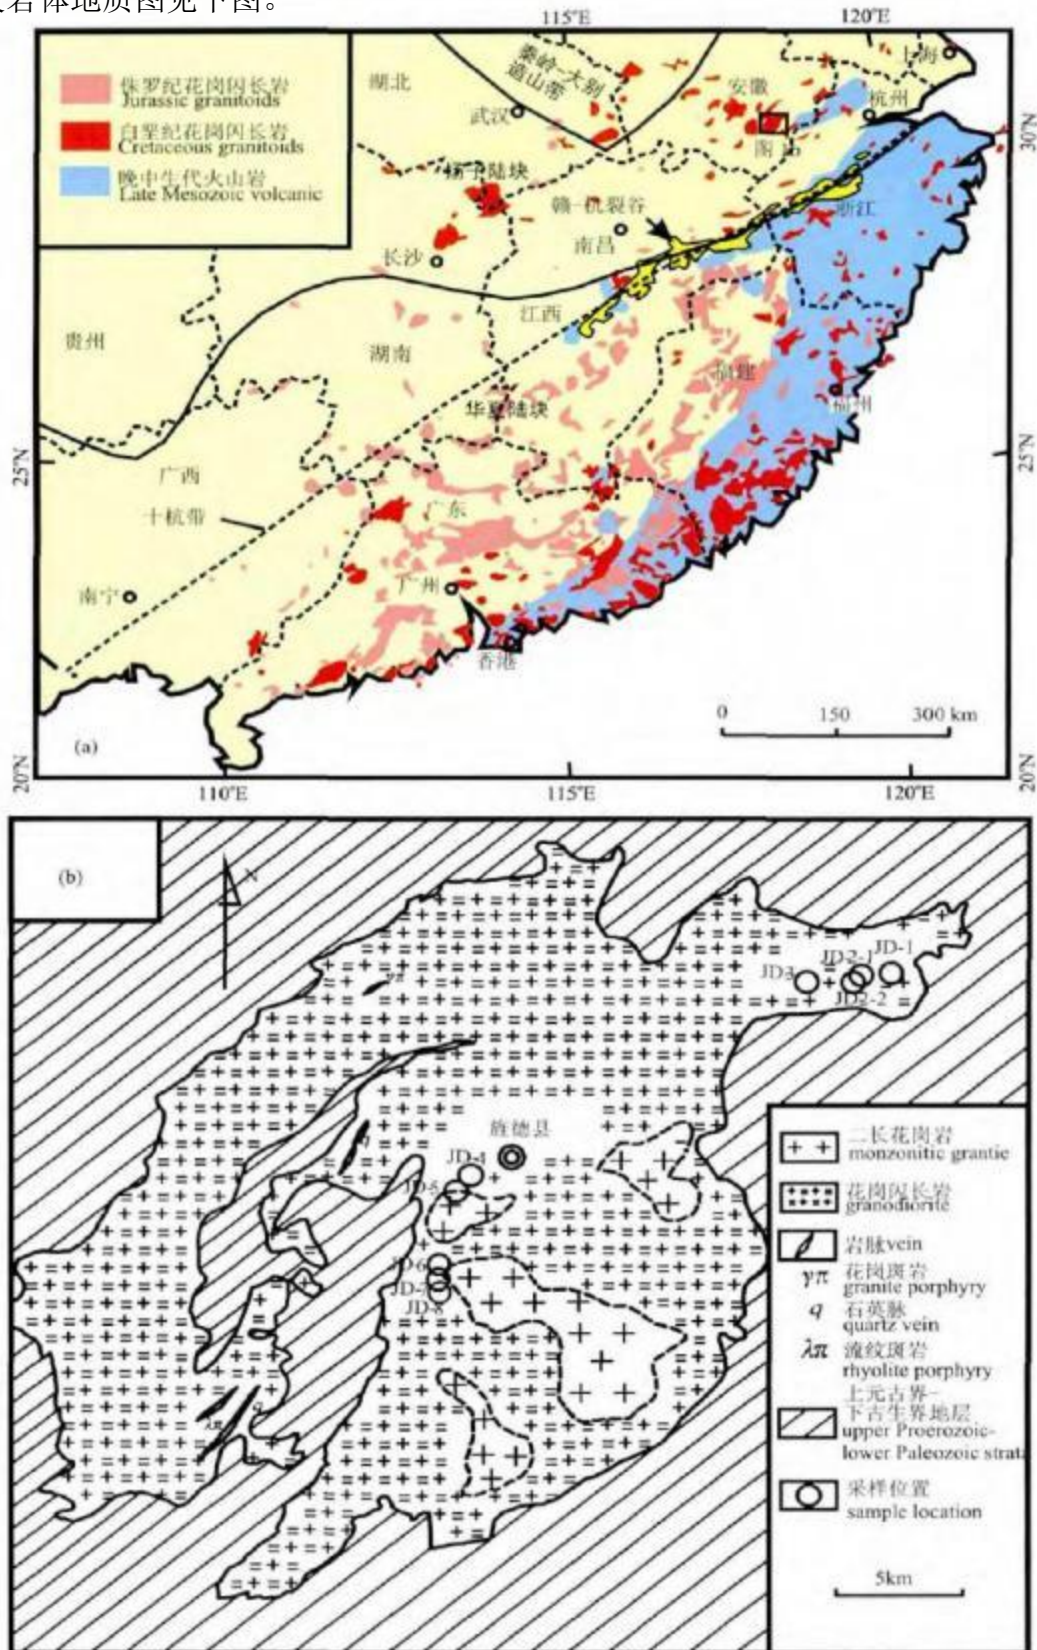 岩体地质图见下图。
115°E
120°E
侏罗纪花岗闪长岩
Jurassic granitoids
白垩纪花岗闪长岩
Cretaceous granitoids
晚中生代火山岩
Late Mesozoic volcanic
湖北
秦岭-大别
造山带
安徽
上海
武汉
杭州
30°N
扬子陆块
赣-杭裂谷
浙江
南昌
长沙
江西
贵州
湖南
福建
华夏陆块
福州
25°N
25°N
广西
十杭带
广东
南宁
广州
香港
0
150
300 km
(a)
20°N
20°N
110°E
115°E
120°E
(b)
N
JD-1
JD2-1
JD-3
JD2-2
γπ
旌德县
q
JD-4
JD-5
JD-6
JD-7
JD-8
q
λπ
二长花岗岩
monzonitic grantie
花岗闪长岩
granodiorite
岩脉vein
γπ 花岗斑岩
granite porphyry
q 石英脉
quartz vein
λπ 流纹斑岩
rhyolite porphyry
上元古界-
下古生界地层
upper Proerozoic-
lower Paleozoic strata
采样位置
sample location
5km